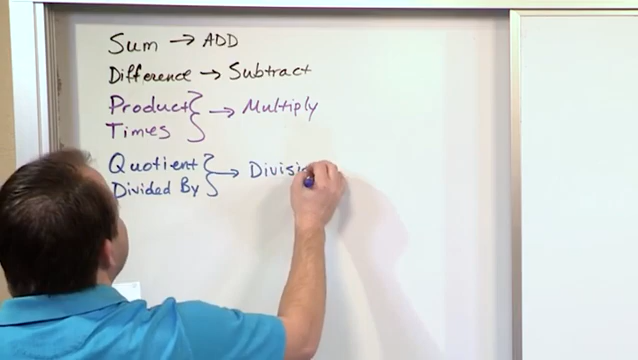 Sum → ADD
Difference → Subtract
Product } → Multiply
Times
Quotient } → Divisi
Divided By